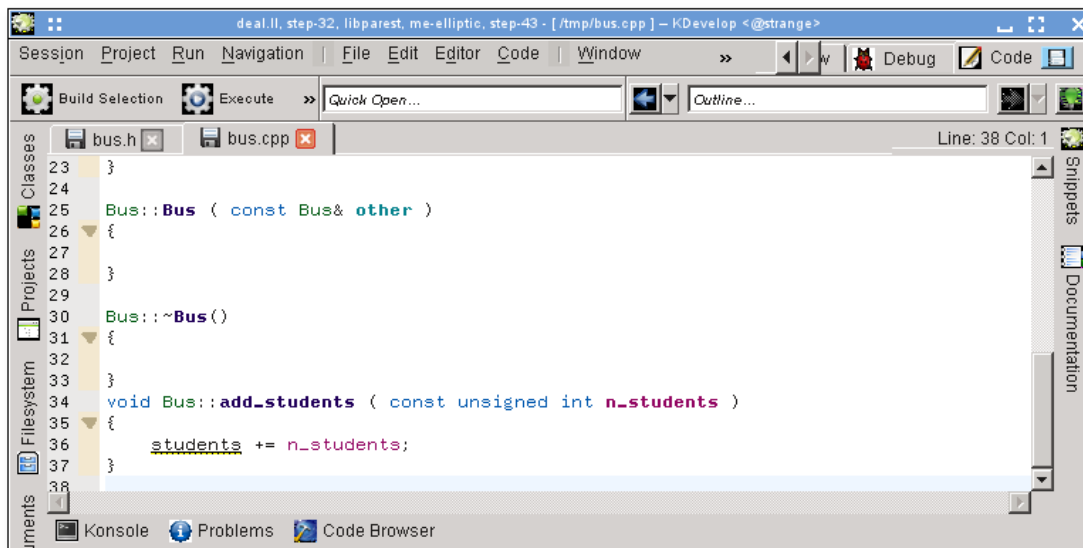 deal.II, step-32, libparest, me-elliptic, step-43 - [ /tmp/bus.cpp ] – KDevelop <@strange>
Session Project Run Navigation | File Edit Editor Code | Window » Debug Code
Build Selection Execute » Quick Open... Outline...
bus.h bus.cpp Line: 38 Col: 1
Classes
Projects
Filesystem
Snippets
Documentation
23 }
24
25 Bus::Bus ( const Bus& other )
26 {
27
28 }
29
30 Bus::~Bus()
31 {
32
33 }
34 void Bus::add_students ( const unsigned int n_students )
35 {
36 students += n_students;
37 }
38
Konsole Problems Code Browser